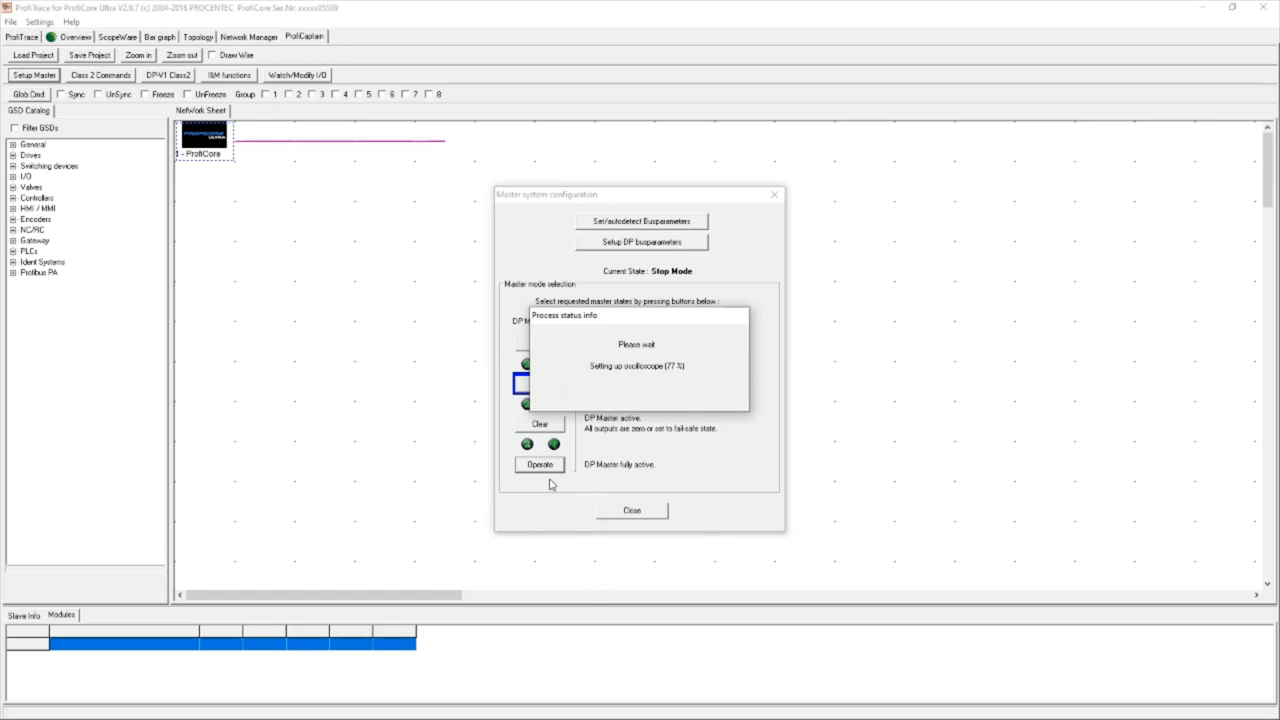 ProfiTrace for ProfiCore Ultra V2.9.7 (c) 2004-2016 PROCENTEC ProfiCore Ser.Nr: xxxxx05509
File Settings Help
ProfiTrace Overview ScopeWare Bar graph Topology Network Manager ProfiCaptain
Load Project Save Project Zoom in Zoom out Draw Wire
Setup Master Class 2 Commands DP-V1 Class2 I&M functions Watch/Modify I/O
Glob.Cmd Sync UnSync Freeze UnFreeze Group 1 2 3 4 5 6 7 8
GSD Catalog
NetWork Sheet
Filter GSDs
General
Drives
Switching devices
I/O
Valves
Controllers
HMI / MMI
Encoders
NC/RC
Gateway
PLCs
Ident Systems
Profibus PA
PROFICORE
ULTRA
1 - ProfiCore
Master system configuration
Set/autodetect Busparameters
Setup DP busparameters
Current State : Stop Mode
Master mode selection
Select requested master states by pressing buttons below :
DP M
Process status info
Please wait
Setting up oscilloscope (77 %)
DP Master active.
Clear
All outputs are zero or set to fail-safe state.
Operate
DP Master fully active.
Close
Slave Info Modules